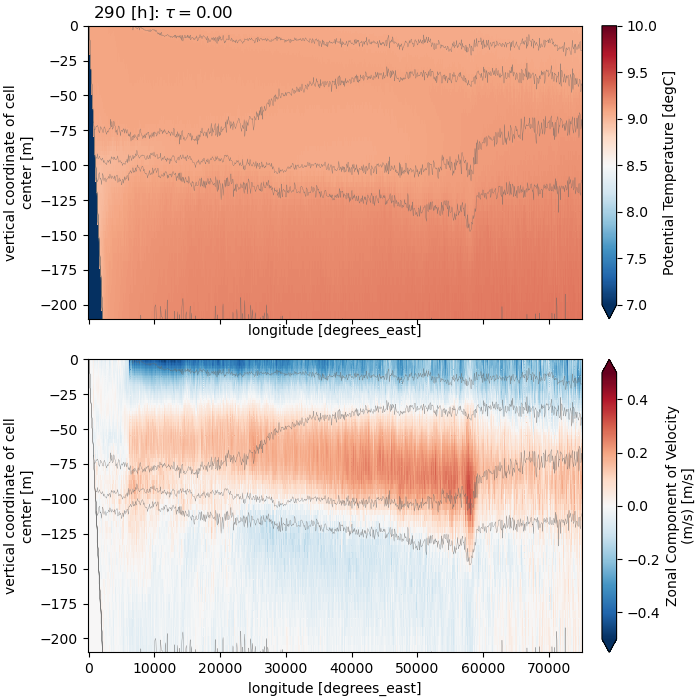 290 [h]: τ = 0.00
0
−25
−50
−75
−100
−125
−150
−175
−200
vertical coordinate of cell
center [m]
longitude [degrees_east]
10.0
9.5
9.0
8.5
8.0
7.5
7.0
Potential Temperature [degC]
0
−25
−50
−75
−100
−125
−150
−175
−200
vertical coordinate of cell
center [m]
0 10000 20000 30000 40000 50000 60000 70000
longitude [degrees_east]
0.4
0.2
0.0
−0.2
−0.4
Zonal Component of Velocity
(m/s) [m/s]